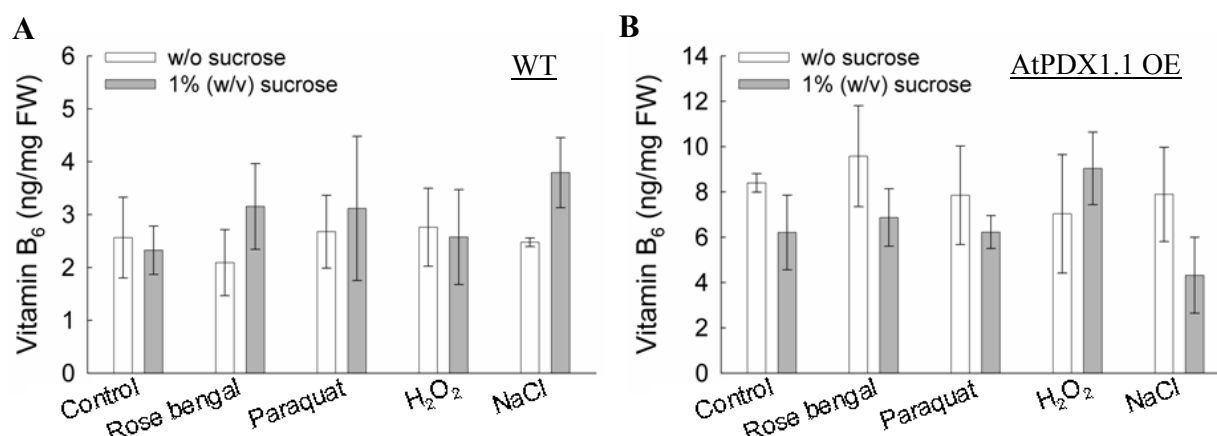 A
Vitamin B₆ (ng/mg FW)
6
5
4
3
2
1
0
w/o sucrose
1% (w/v) sucrose
WT
Control
Rose bengal
Paraquat
H₂O₂
NaCl
B
Vitamin B₆ (ng/mg FW)
14
12
10
8
6
4
2
0
w/o sucrose
1% (w/v) sucrose
AtPDX1.1 OE
Control
Rose bengal
Paraquat
H₂O₂
NaCl